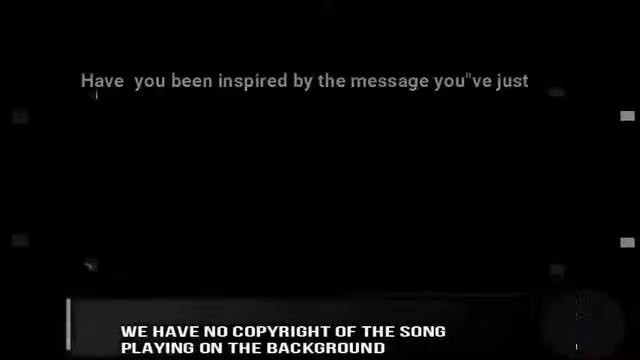 Have you been inspired by the message you"ve just
WE HAVE NO COPYRIGHT OF THE SONG
PLAYING ON THE BACKGROUND